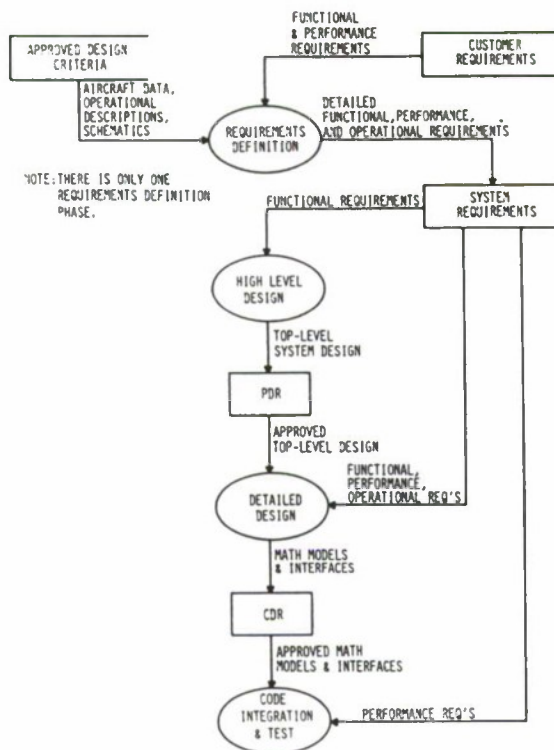 FUNCTIONAL
& PERFORMANCE
REQUIREMENTS
APPROVED DESIGN
CRITERIA
CUSTOMER
REQUIREMENTS
AIRCRAFT DATA,
OPERATIONAL
DESCRIPTIONS,
SCHEMATICS
REQUIREMENTS
DEFINITION
DETAILED
FUNCTIONAL, PERFORMANCE,
AND OPERATIONAL REQUIREMENTS
NOTE: THERE IS ONLY ONE
REQUIREMENTS DEFINITION
PHASE.
FUNCTIONAL REQUIREMENTS
SYSTEM
REQUIREMENTS
HIGH LEVEL
DESIGN
TOP-LEVEL
SYSTEM DESIGN
PDR
APPROVED
TOP-LEVEL DESIGN
FUNCTIONAL,
PERFORMANCE,
OPERATIONAL REQ'S
DETAILED
DESIGN
MATH MODELS
& INTERFACES
CDR
APPROVED MATH
MODELS & INTERFACES
CODE
INTEGRATION
& TEST
PERFORMANCE REQ'S